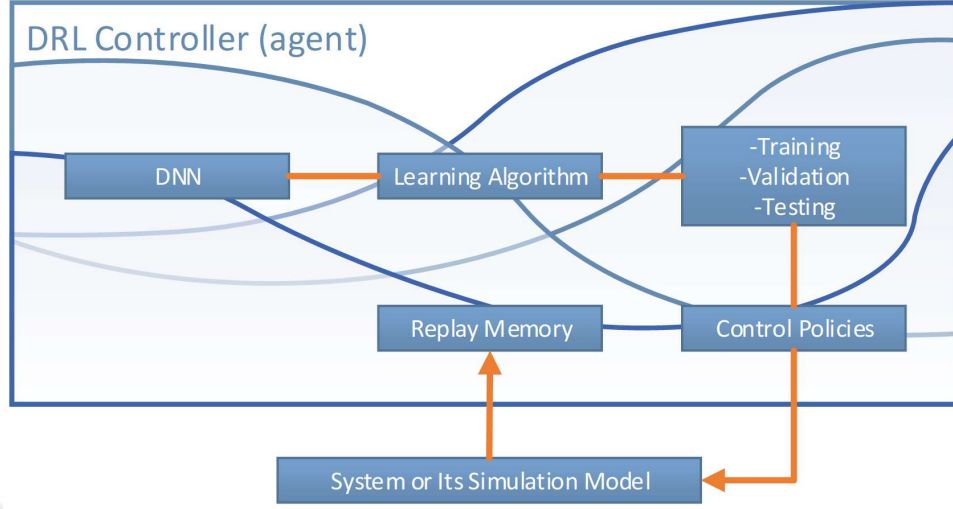 DRL Controller (agent)
DNN
Learning Algorithm
-Training
-Validation
-Testing
Replay Memory
Control Policies
System or Its Simulation Model